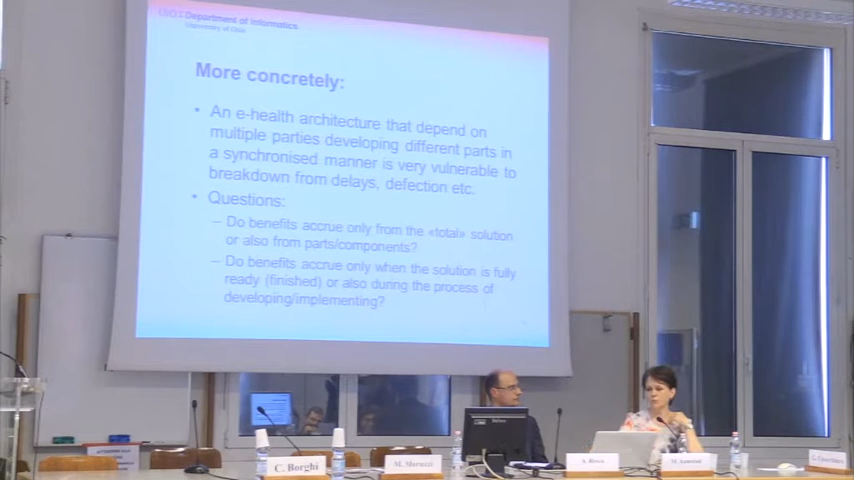 Department of Informatics
University of Oslo
More concretely:
• An e-health architecture that depend on
multiple parties developing different parts in
a synchronised manner is very vulnerable to
breakdown from delays, defection etc.
• Questions:
– Do benefits accrue only from the «total» solution
or also from parts/components?
– Do benefits accrue only when the solution is fully
ready (finished) or also during the process of
developing/implementing?
C. Borghi
M. Moruzzi